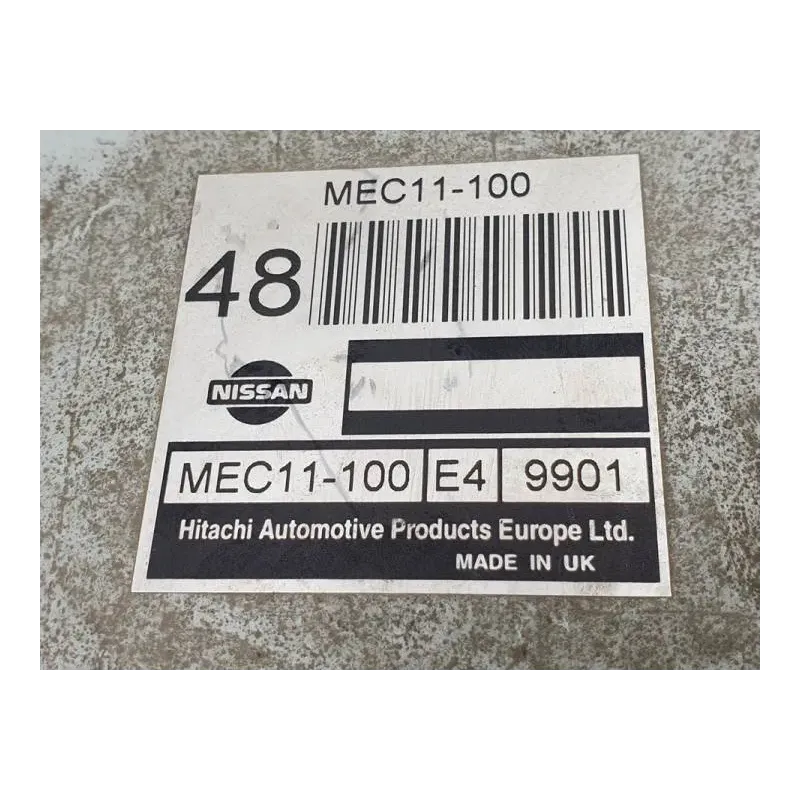 MEC11-100
48
NISSAN
MEC11-100 E4 9901
Hitachi Automotive Products Europe Ltd.
MADE IN UK